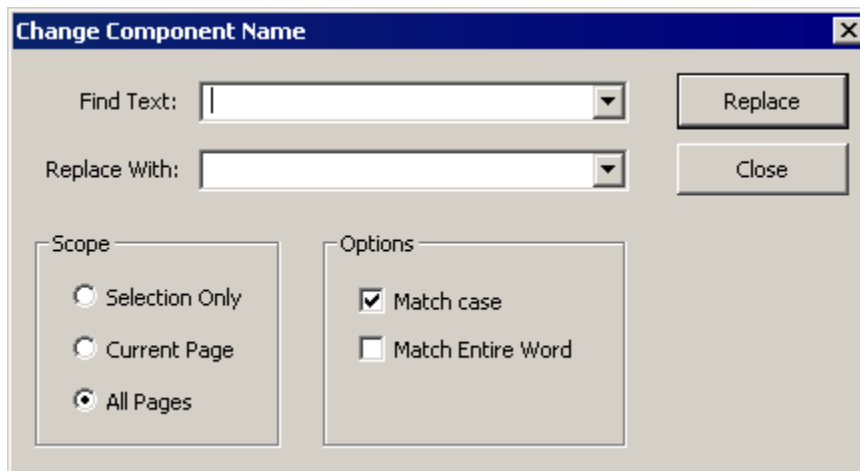 Change Component Name
Find Text:
Replace
Replace With:
Close
Scope
Options
Selection Only
Match case
Current Page
Match Entire Word
All Pages